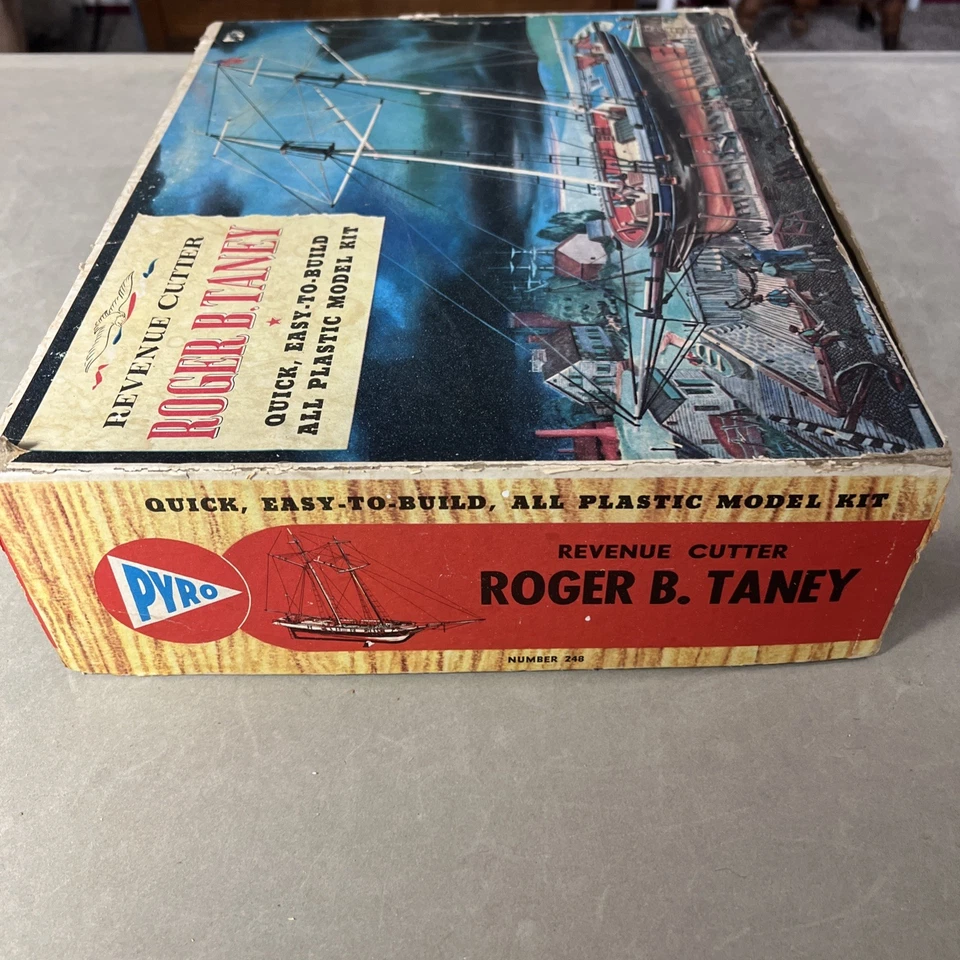 REVENUE CUTTER
ROGER B. TANEY
QUICK, EASY-TO-BUILD
ALL PLASTIC MODEL KIT
QUICK, EASY-TO-BUILD, ALL PLASTIC MODEL KIT
PYRO
REVENUE CUTTER
ROGER B. TANEY
NUMBER 248